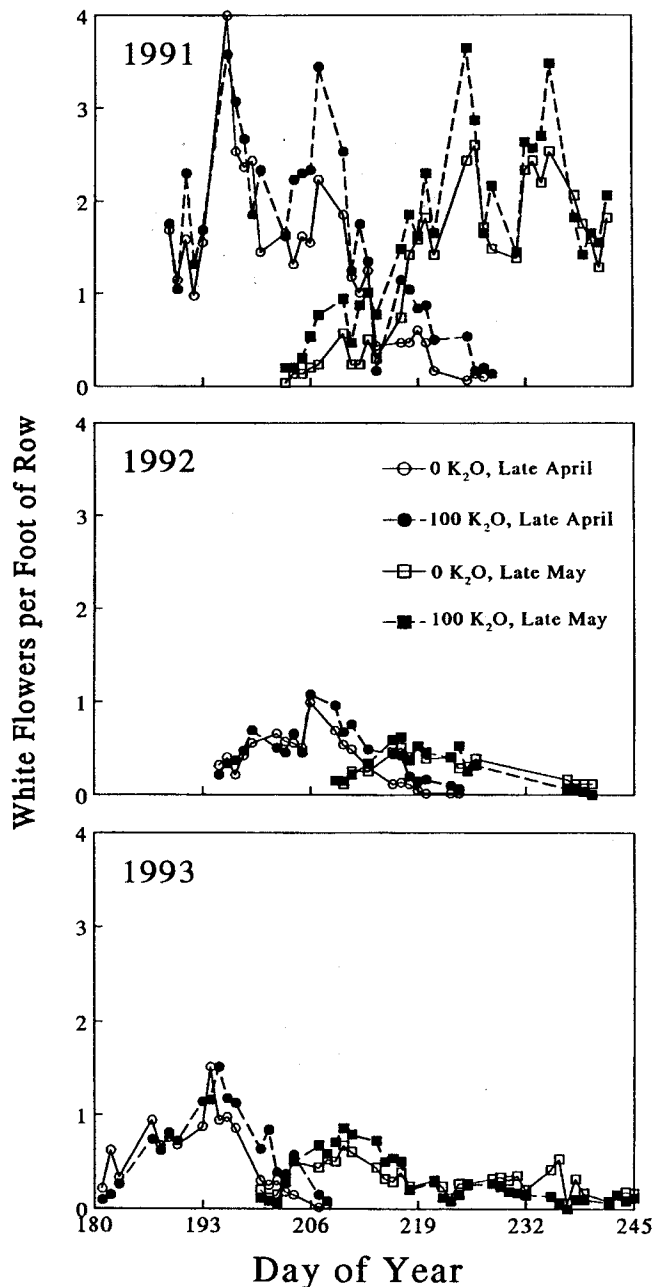 White Flowers per Foot of Row
1991
4
3
2
1
0
1992
4
3
2
1
0
0 K₂O, Late April
100 K₂O, Late April
0 K₂O, Late May
100 K₂O, Late May
1993
4
3
2
1
0
180 193 206 219 232 245
Day of Year